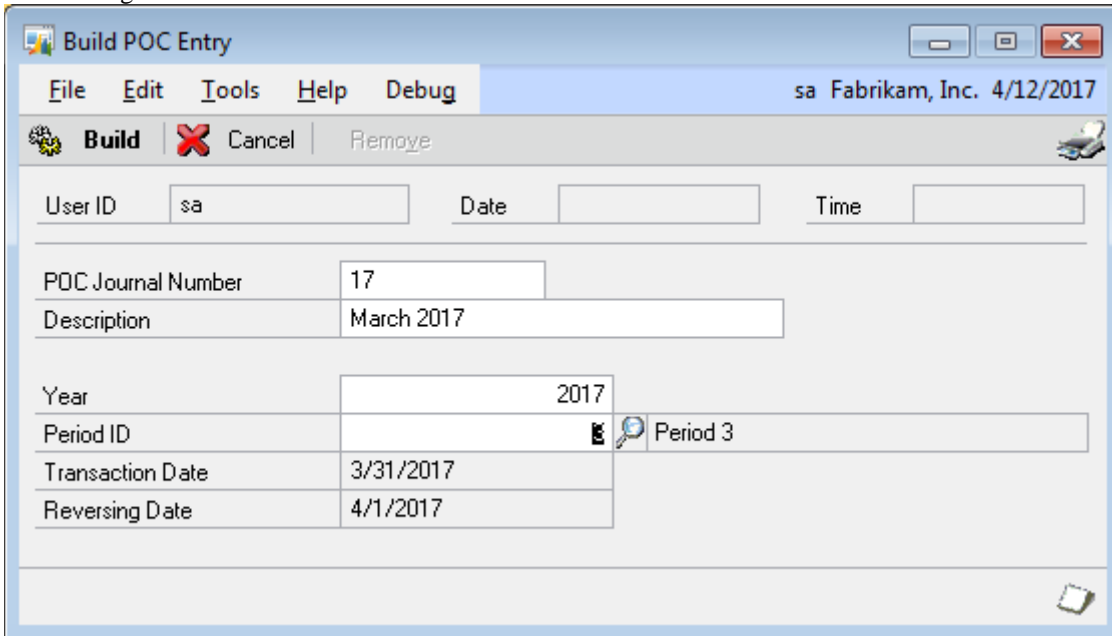 Build POC Entry
File Edit Tools Help Debug sa Fabrikam, Inc. 4/12/2017
Build Cancel Remove
User ID sa Date Time
POC Journal Number 17
Description March 2017
Year 2017
Period ID Period 3
Transaction Date 3/31/2017
Reversing Date 4/1/2017